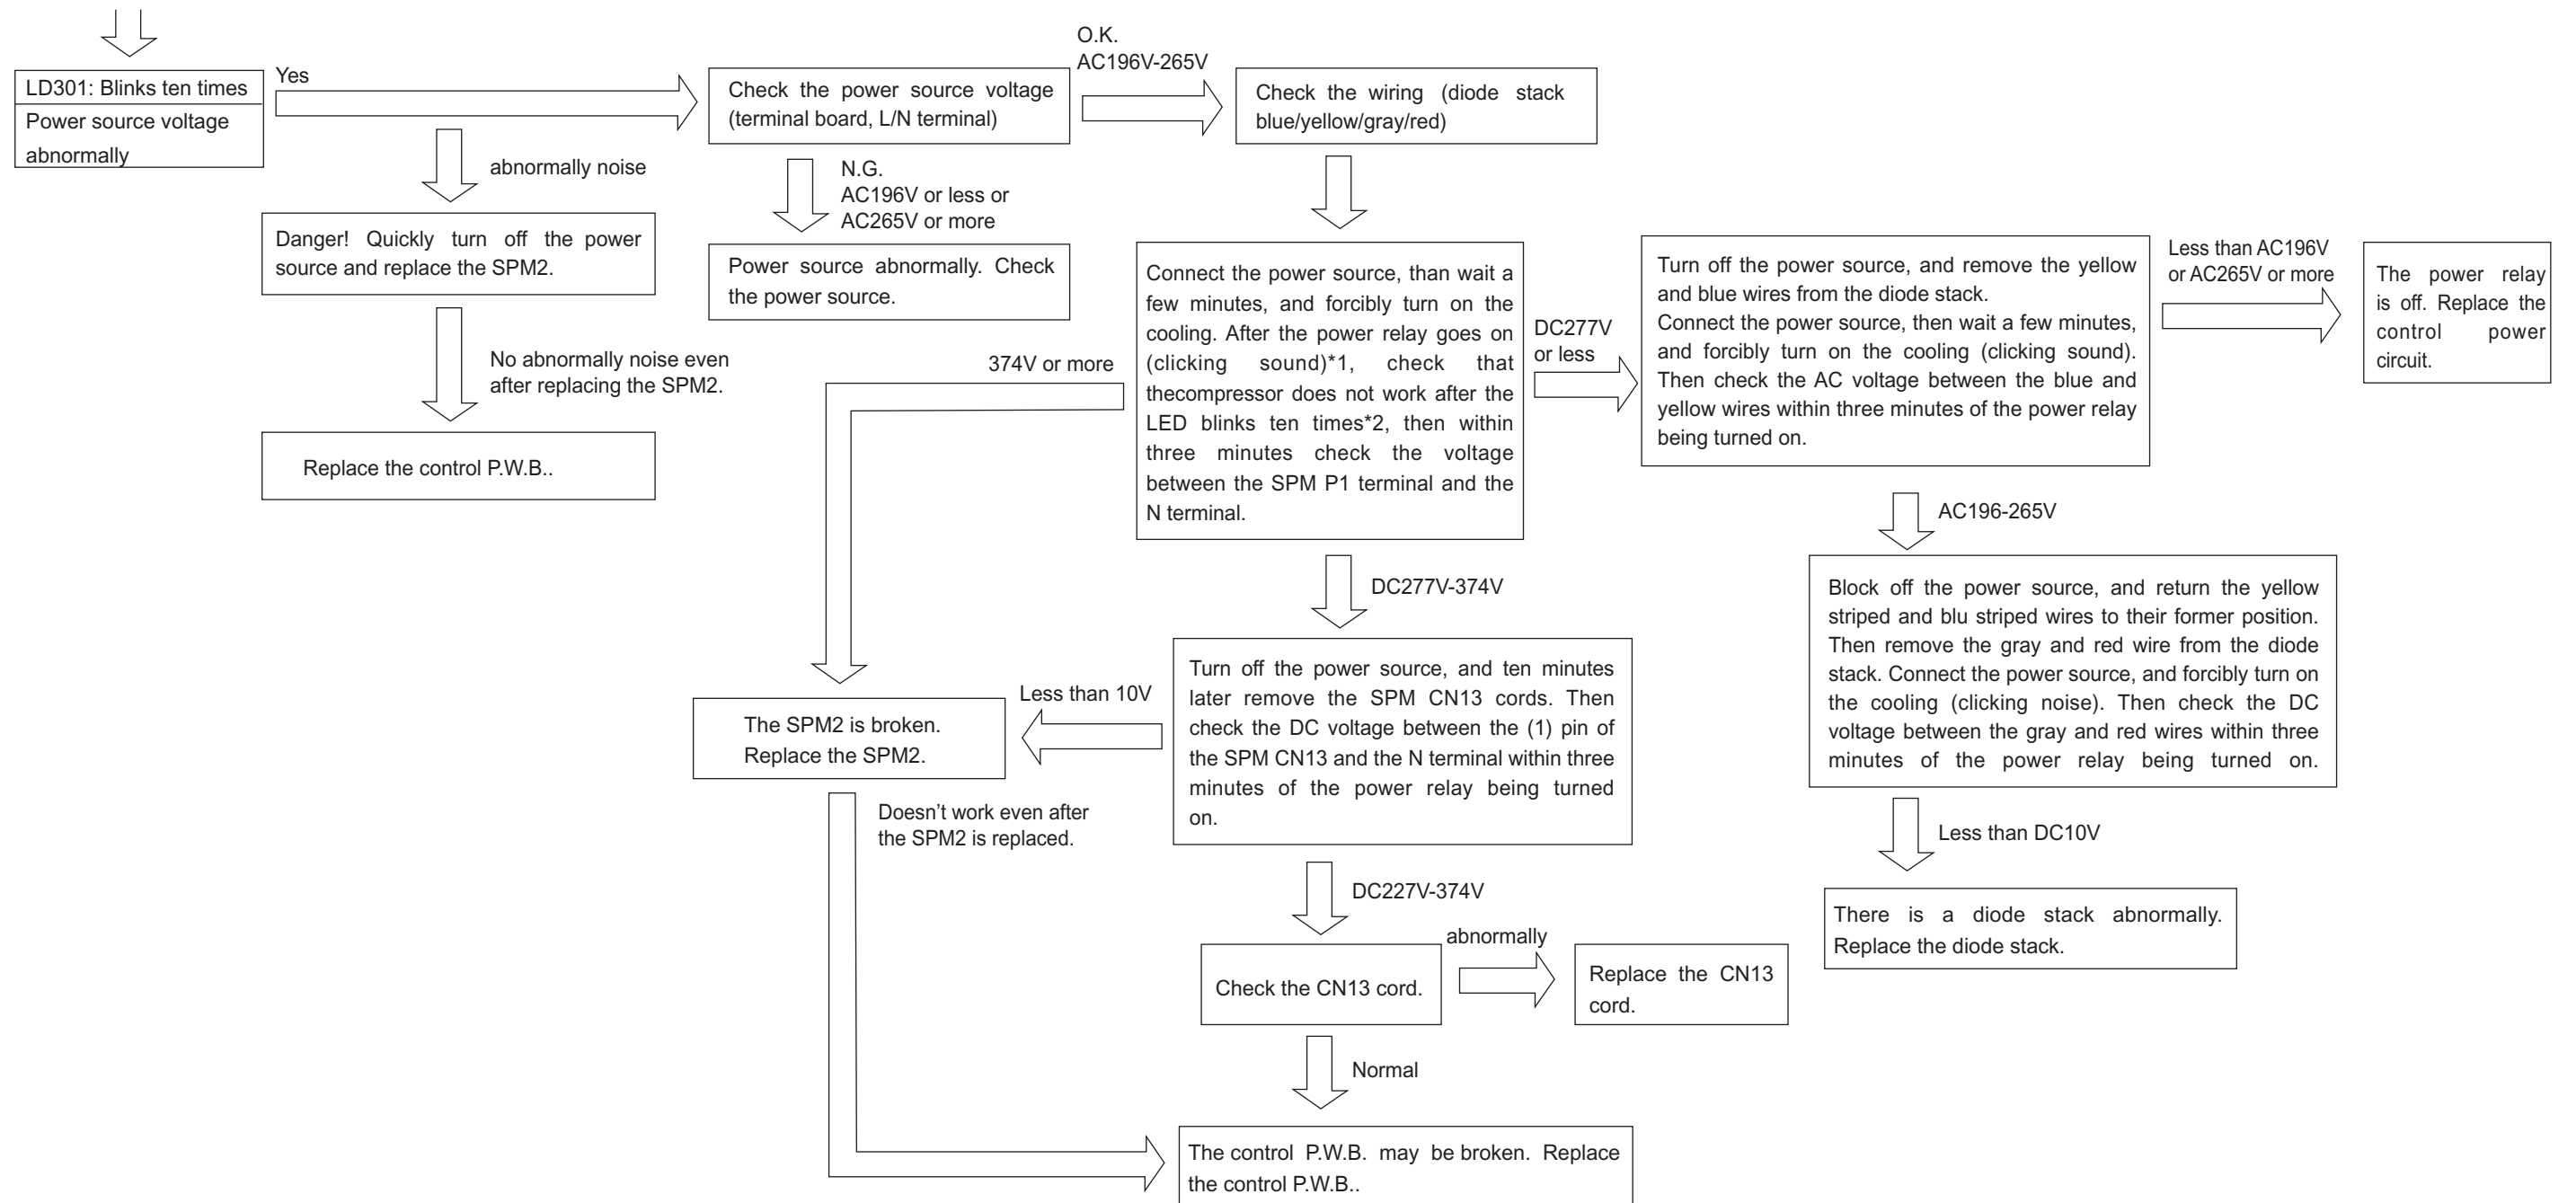 LD301: Blinks ten times
Power source voltage
abnormally
Yes
abnormally noise
Danger! Quickly turn off the power
source and replace the SPM2.
No abnormally noise even
after replacing the SPM2.
Replace the control P.W.B..
Check the power source voltage
(terminal board, L/N terminal)
N.G.
AC196V or less or
AC265V or more
Power source abnormally. Check
the power source.
O.K.
AC196V-265V
Check the wiring (diode stack
blue/yellow/gray/red)
Connect the power source, than wait a
few minutes, and forcibly turn on the
cooling. After the power relay goes on
(clicking sound)*1, check that
thecompressor does not work after the
LED blinks ten times*2, then within
three minutes check the voltage
between the SPM P1 terminal and the
N terminal.
374V or more
DC277V
or less
Turn off the power source, and remove the yellow
and blue wires from the diode stack.
Connect the power source, then wait a few minutes,
and forcibly turn on the cooling (clicking sound).
Then check the AC voltage between the blue and
yellow wires within three minutes of the power relay
being turned on.
Less than AC196V
or AC265V or more
The power relay
is off. Replace the
control power
circuit.
AC196-265V
Block off the power source, and return the yellow
striped and blu striped wires to their former position.
Then remove the gray and red wire from the diode
stack. Connect the power source, and forcibly turn on
the cooling (clicking noise). Then check the DC
voltage between the gray and red wires within three
minutes of the power relay being turned on.
Less than DC10V
There is a diode stack abnormally.
Replace the diode stack.
DC277V-374V
Turn off the power source, and ten minutes
later remove the SPM CN13 cords. Then
check the DC voltage between the (1) pin of
the SPM CN13 and the N terminal within three
minutes of the power relay being turned
on.
Less than 10V
The SPM2 is broken.
Replace the SPM2.
Doesn't work even after
the SPM2 is replaced.
DC227V-374V
Check the CN13 cord.
abnormally
Replace the CN13
cord.
Normal
The control P.W.B. may be broken. Replace
the control P.W.B..